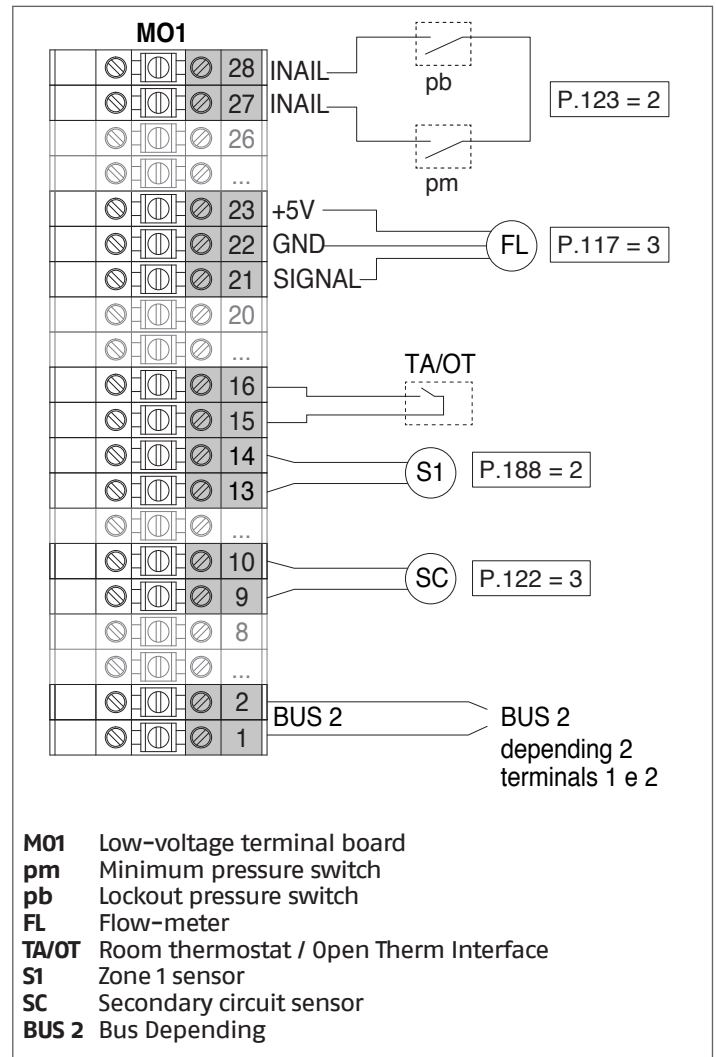 MO1
28 INAIL
pb
27 INAIL
P.123 = 2
26
...
pm
23 +5V
22 GND FL P.117 = 3
21 SIGNAL
20
...
TA/OT
16
15
14
S1 P.188 = 2
13
...
10
SC P.122 = 3
9
8
...
2
BUS 2 BUS 2
1
depending 2
terminals 1 e 2
M01 Low-voltage terminal board
pm Minimum pressure switch
pb Lockout pressure switch
FL Flow-meter
TA/OT Room thermostat / Open Therm Interface
S1 Zone 1 sensor
SC Secondary circuit sensor
BUS 2 Bus Depending